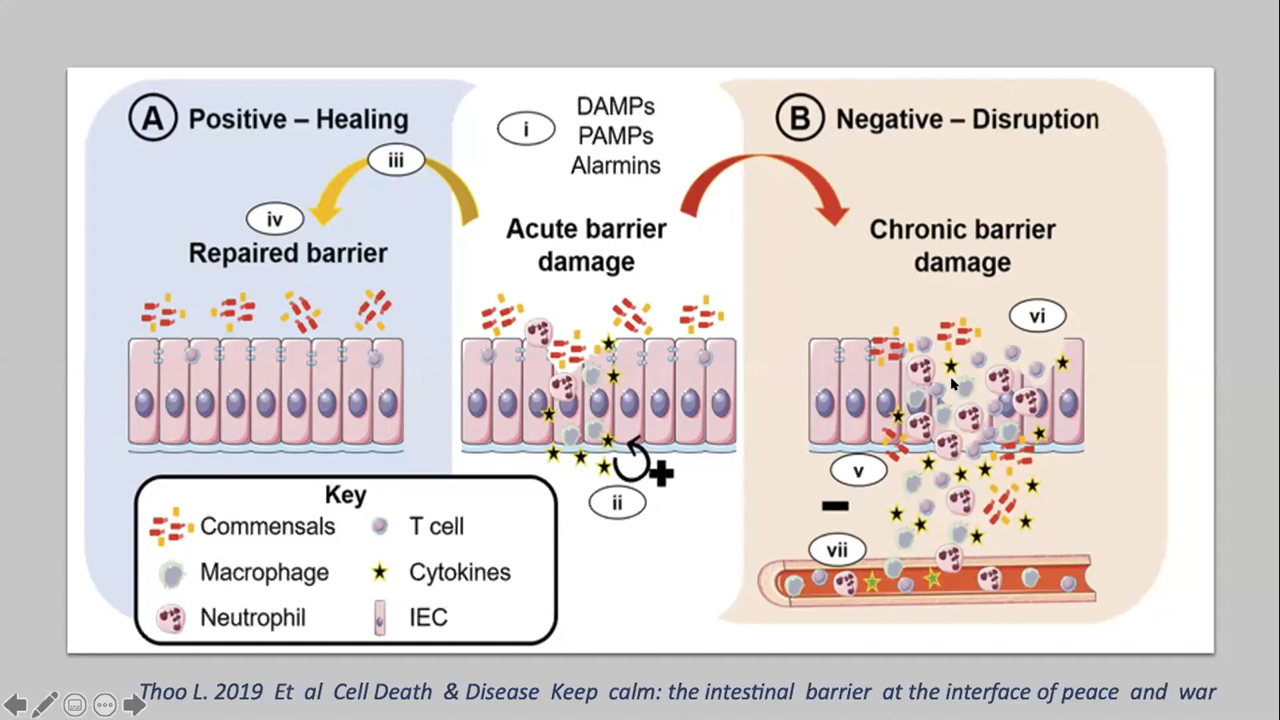 A Positive – Healing
iii
iv
Repaired barrier
i
DAMPs
PAMPs
Alarmins
Acute barrier
damage
ii
B Negative – Disruption
Chronic barrier
damage
vi
v
vii
Key
Commensals
T cell
Macrophage
Cytokines
Neutrophil
IEC
Thoo L. 2019 Et al Cell Death & Disease Keep calm: the intestinal barrier at the interface of peace and war